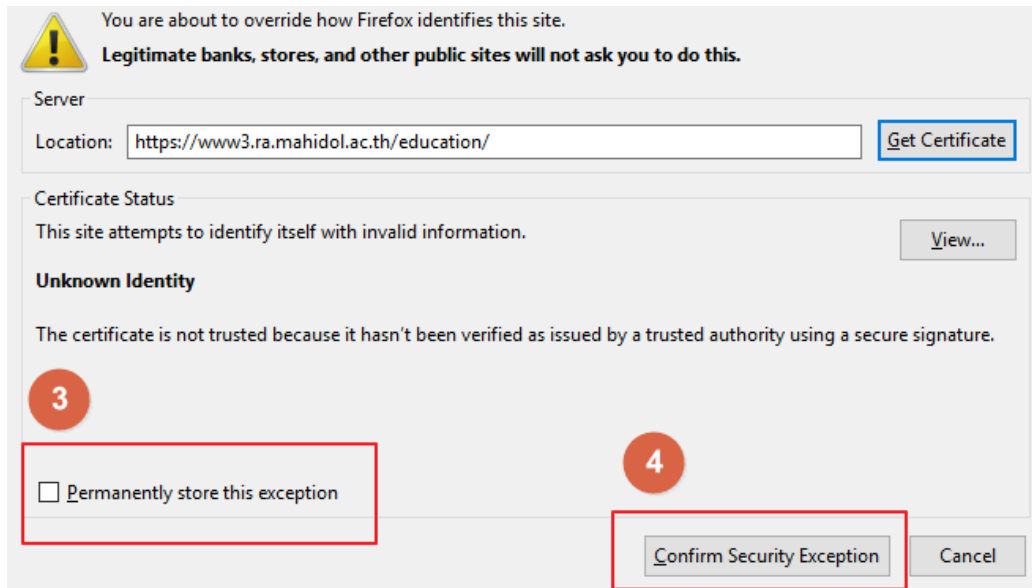 You are about to override how Firefox identifies this site.
Legitimate banks, stores, and other public sites will not ask you to do this.
Server
Location: https://www3.ra.mahidol.ac.th/education/ Get Certificate
Certificate Status
This site attempts to identify itself with invalid information.
View...
Unknown Identity
The certificate is not trusted because it hasn't been verified as issued by a trusted authority using a secure signature.
3
Permanently store this exception
4
Confirm Security Exception Cancel